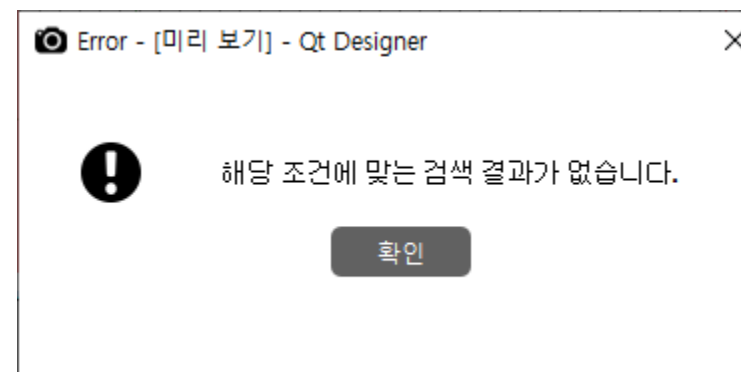 Error - [미리 보기] - Qt Designer
해당 조건에 맞는 검색 결과가 없습니다.
확인